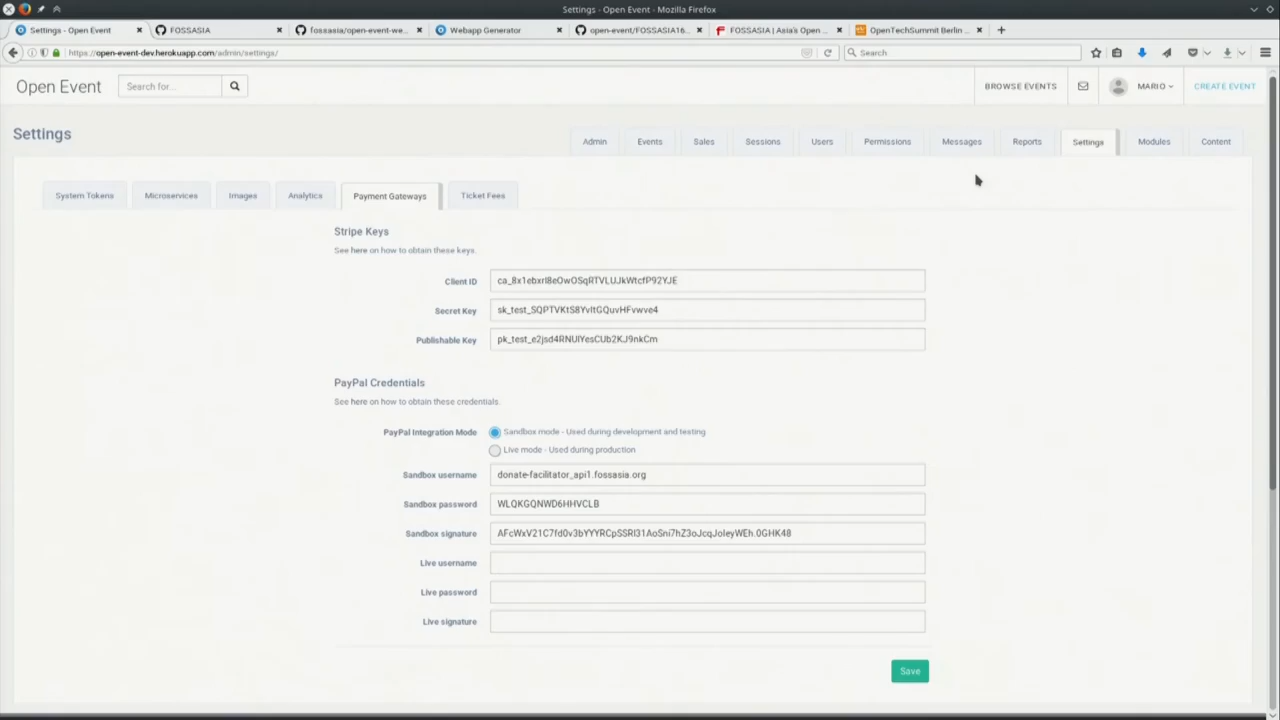 Settings - Open Event - Mozilla Firefox
Settings - Open Event
FOSSASIA
fossasia/open-event-we...
Webapp Generator
open-event/FOSSASIA16...
FOSSASIA | Asia's Open ...
OpenTechSummit Berlin ...
https://open-event-dev.herokuapp.com/admin/settings/
Search
Open Event
Search for...
BROWSE EVENTS
MARIO
CREATE EVENT
Settings
Admin
Events
Sales
Sessions
Users
Permissions
Messages
Reports
Settings
Modules
Content
System Tokens
Microservices
Images
Analytics
Payment Gateways
Ticket Fees
Stripe Keys
See here on how to obtain these keys.
Client ID
Secret Key
Publishable Key
PayPal Credentials
See here on how to obtain these credentials.
PayPal Integration Mode
Sandbox mode - Used during development and testing
Live mode - Used during production
Sandbox username
donate-facilitator_api1.fossasia.org
Sandbox password
WLQKGQNWD6HHVCLB
Sandbox signature
Live username
Live password
Live signature
Save